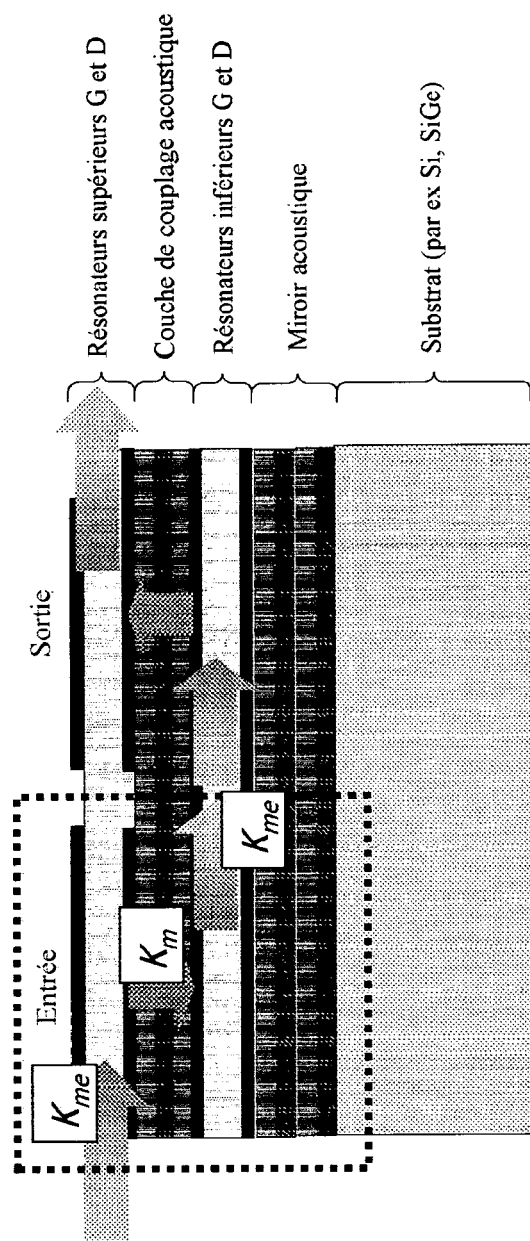 Entrée
Sortie
K_me
K_m
K_me
Résonateurs supérieurs G et D
Couche de couplage acoustique
Résonateurs inférieurs G et D
Miroir acoustique
Substrat (par ex Si, SiGe)